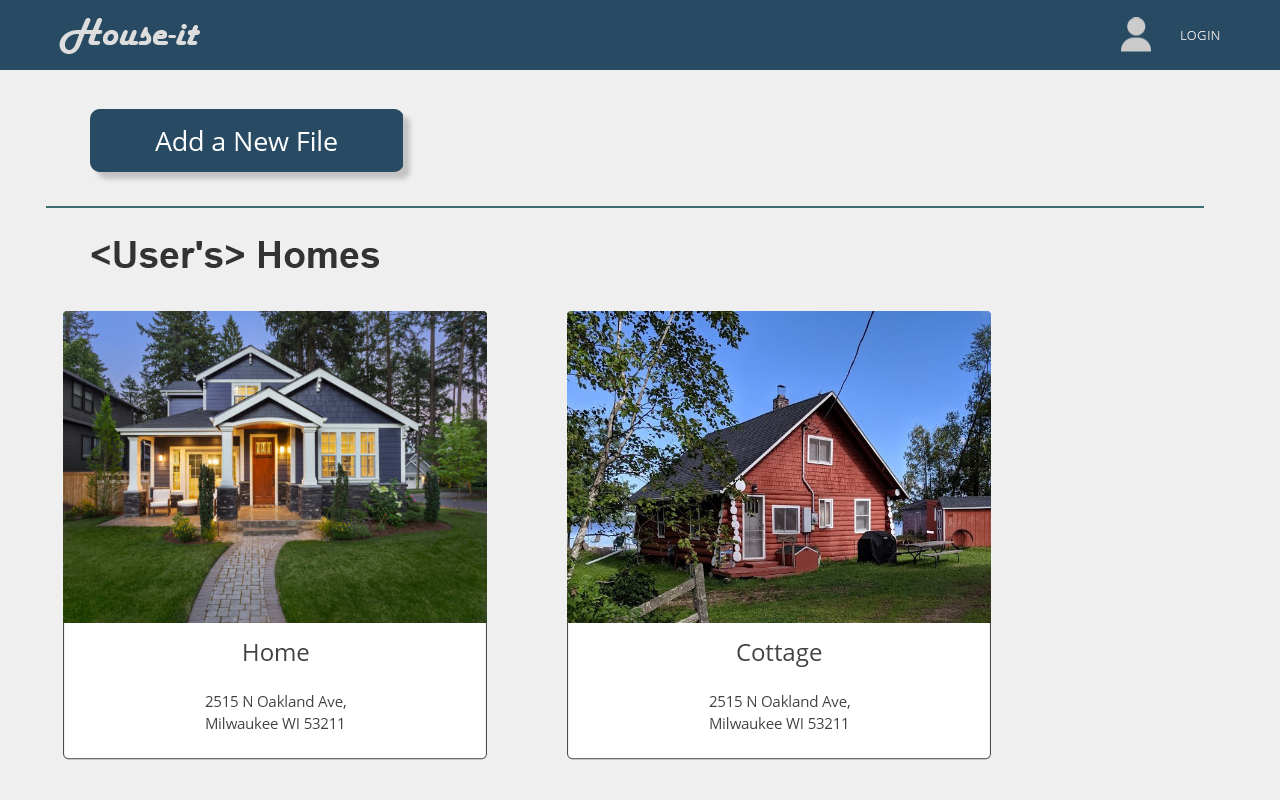 House-it
LOGIN
Add a New File
<User's> Homes
Home
2515 N Oakland Ave,
Milwaukee WI 53211
Cottage
2515 N Oakland Ave,
Milwaukee WI 53211